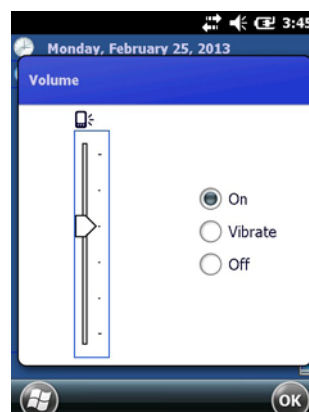 3:45
Monday, February 25, 2013
Volume
On
Vibrate
Off
OK